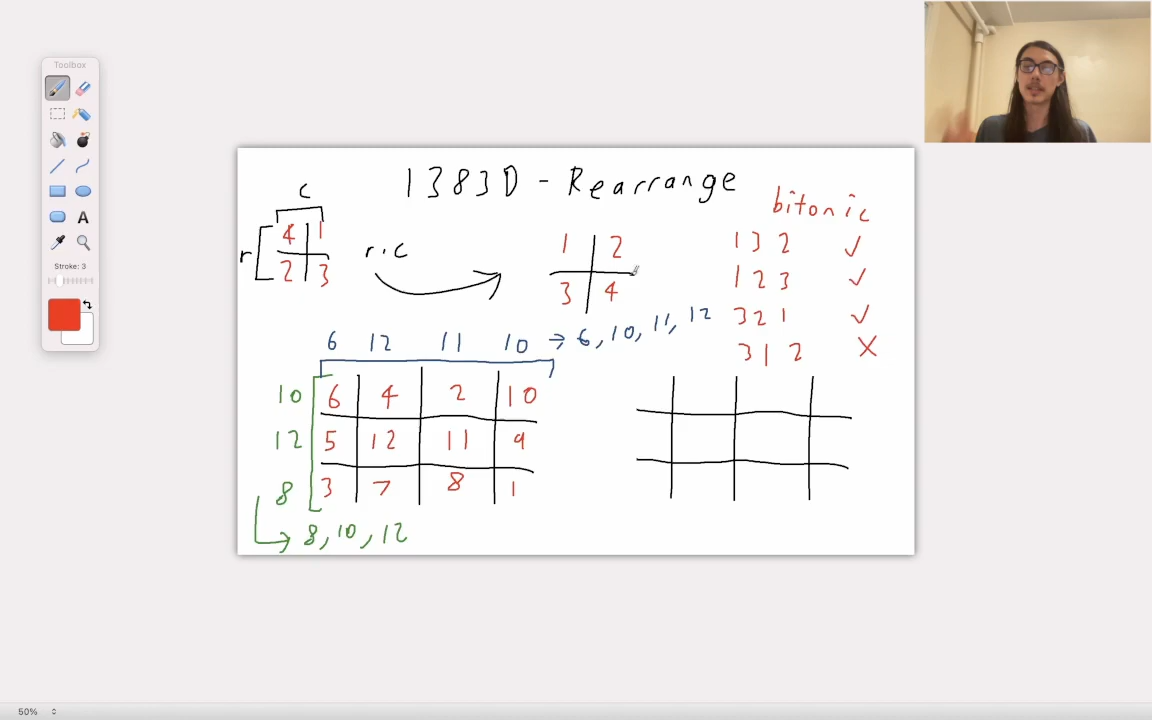 Toolbox
A
Stroke: 3
1383D - Rearrange
c
r
4 1
2 3
r.c
1 2
3 4
bitonic
1 3 2 ✓
1 2 3 ✓
3 2 1 ✓
3 1 2 X
6 12 11 10 → 6, 10, 11, 12
10 6 4 2 10
12 5 12 11 9
8 3 7 8 1
→ 8, 10, 12
50%